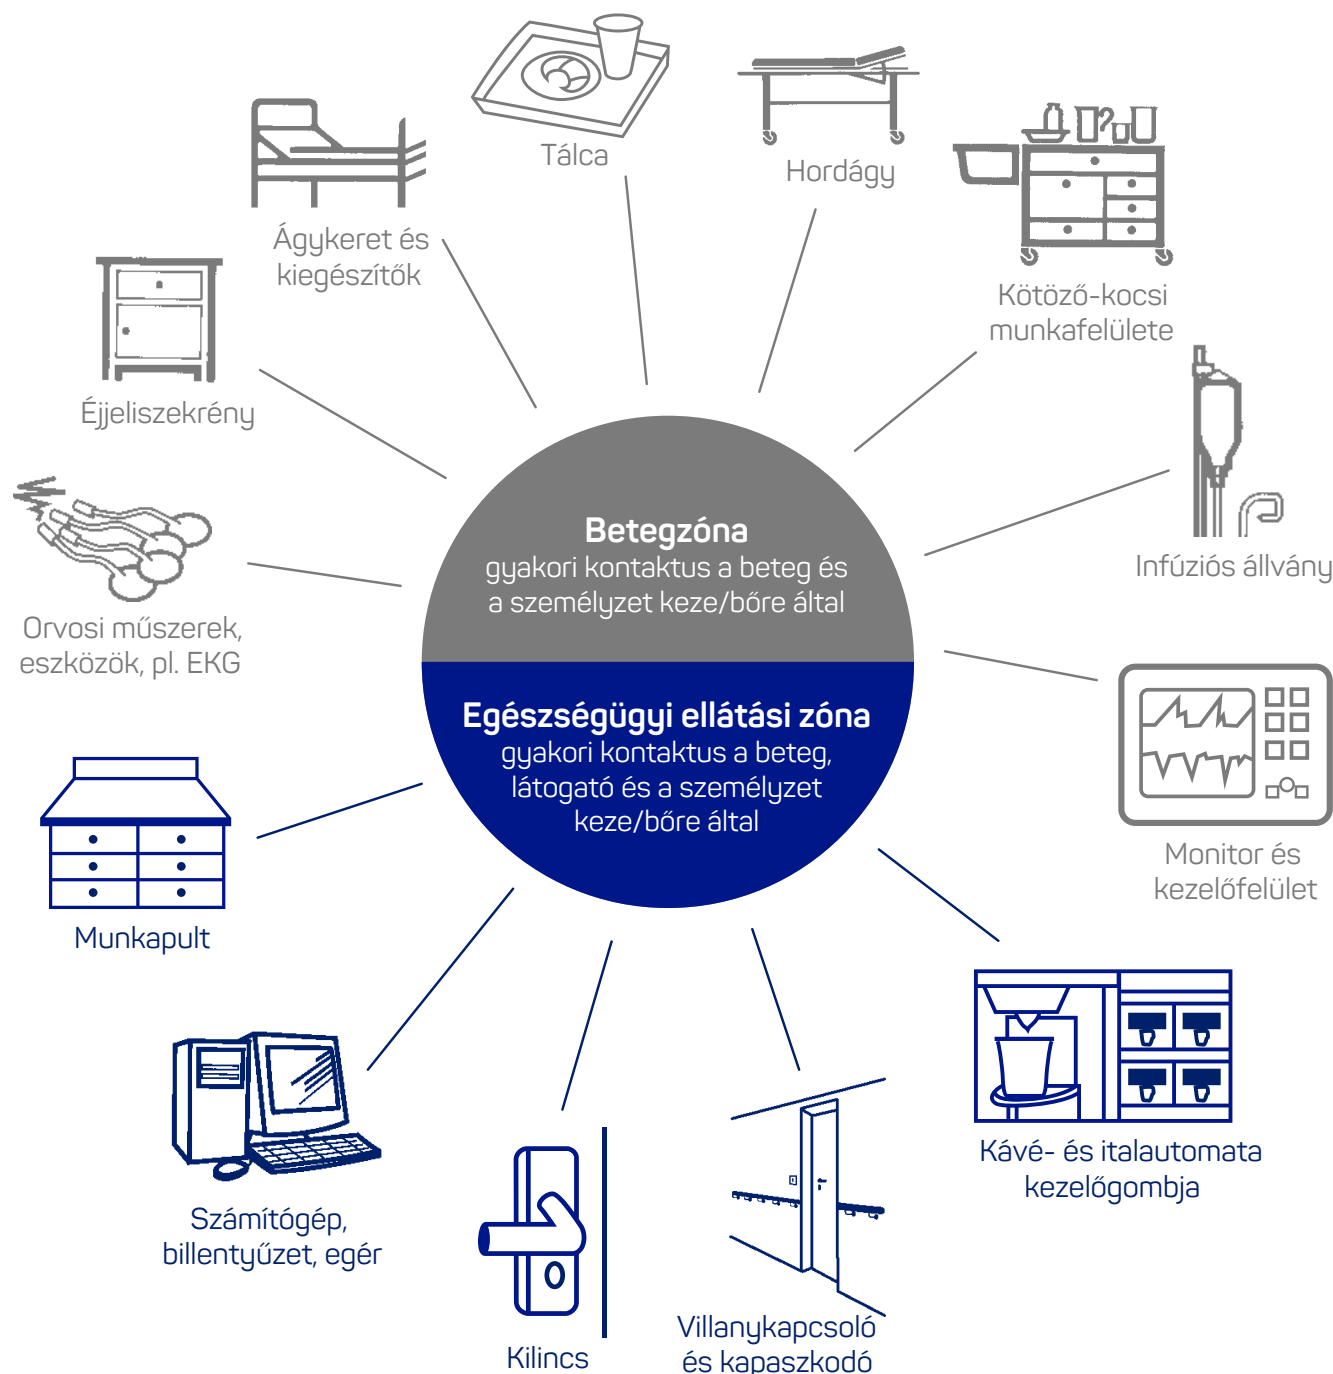 Tálca
Hordágy
Ágykeret és
kiegészítők
Kötöző-kocsi
munkafelülete
Éjjeliszekrény
Infúziós állvány
Orvosi műszerek,
eszközök, pl. EKG
Betegzóna
gyakori kontaktus a beteg és
a személyzet keze/bőre által
Egészségügyi ellátási zóna
gyakori kontaktus a beteg,
látogató és a személyzet
keze/bőre által
Monitor és
kezelőfelület
Munkapult
Kávé- és italautomata
kezelőgombja
Számítógép,
billentyűzet, egér
Kilincs
Villanykapcsoló
és kapaszkodó